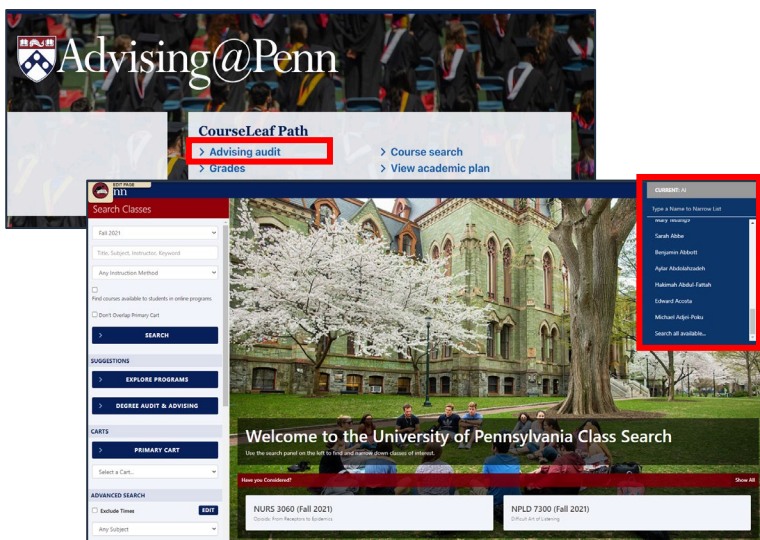 Advising@Penn
CourseLeaf Path
> Advising audit
> Course search
> Grades
> View academic plan
EDIT PAGE
nn
CURRENT: Al
Search Classes
Type a Name to Narrow List
Fall 2021
Sarah Abbe
Title, Subject, Instructor, Keyword
Benjamin Abbott
Any Instruction Method
Aylar Abdolahzadeh
Find courses available to students in online programs
Hakimah Abdul-Fattah
Don't Overlap Primary Cart
Edward Acosta
> SEARCH
Michael Adjei-Poku
Search all available...
SUGGESTIONS
> EXPLORE PROGRAMS
> DEGREE AUDIT & ADVISING
CARTS
> PRIMARY CART
Select a Cart...
ADVANCED SEARCH
Exclude Times
EDIT
Any Subject
Welcome to the University of Pennsylvania Class Search
Use the search panel on the left to find and narrow down classes of interest.
Have you Considered?
Show All
NURS 3060 (Fall 2021)
Opioids: From Receptors to Epidemics
NPLD 7300 (Fall 2021)
Difficult Art of Listening